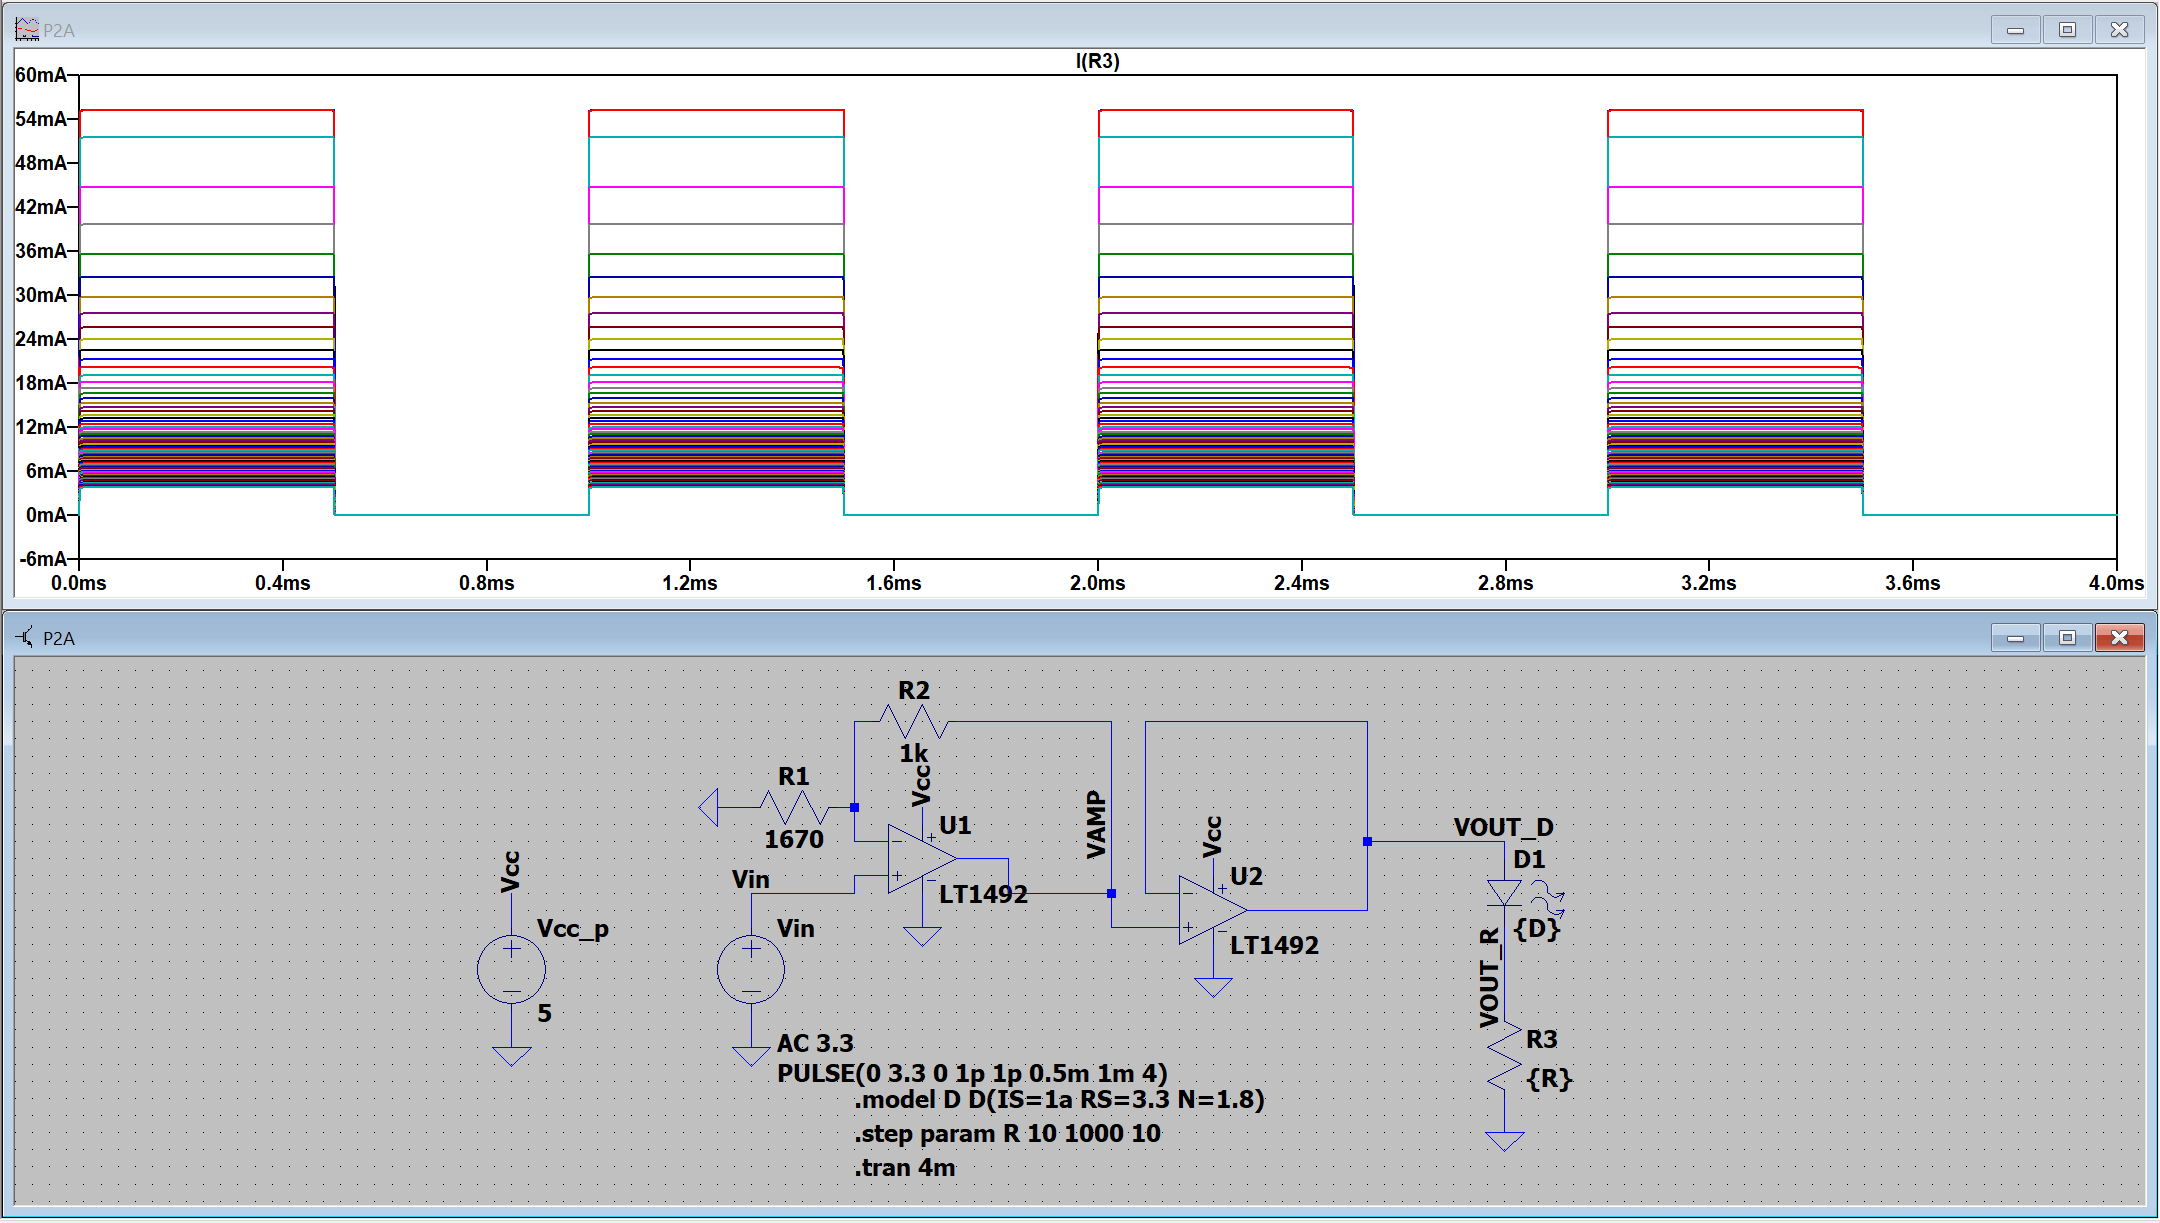 P2A
I(R3)
60mA
54mA
48mA
42mA
36mA
30mA
24mA
18mA
12mA
6mA
0mA
-6mA
0.0ms 0.4ms 0.8ms 1.2ms 1.6ms 2.0ms 2.4ms 2.8ms 3.2ms 3.6ms 4.0ms
P2A
R2
1k
Vcc
R1
1670
U1
LT1492
VAMP
Vcc
U2
LT1492
VOUT_D
D1
{D}
VOUT_R
R3
{R}
Vcc
Vcc_p
5
Vin
Vin
AC 3.3
PULSE(0 3.3 0 1p 1p 0.5m 1m 4)
.model D D(IS=1a RS=3.3 N=1.8)
.step param R 10 1000 10
.tran 4m